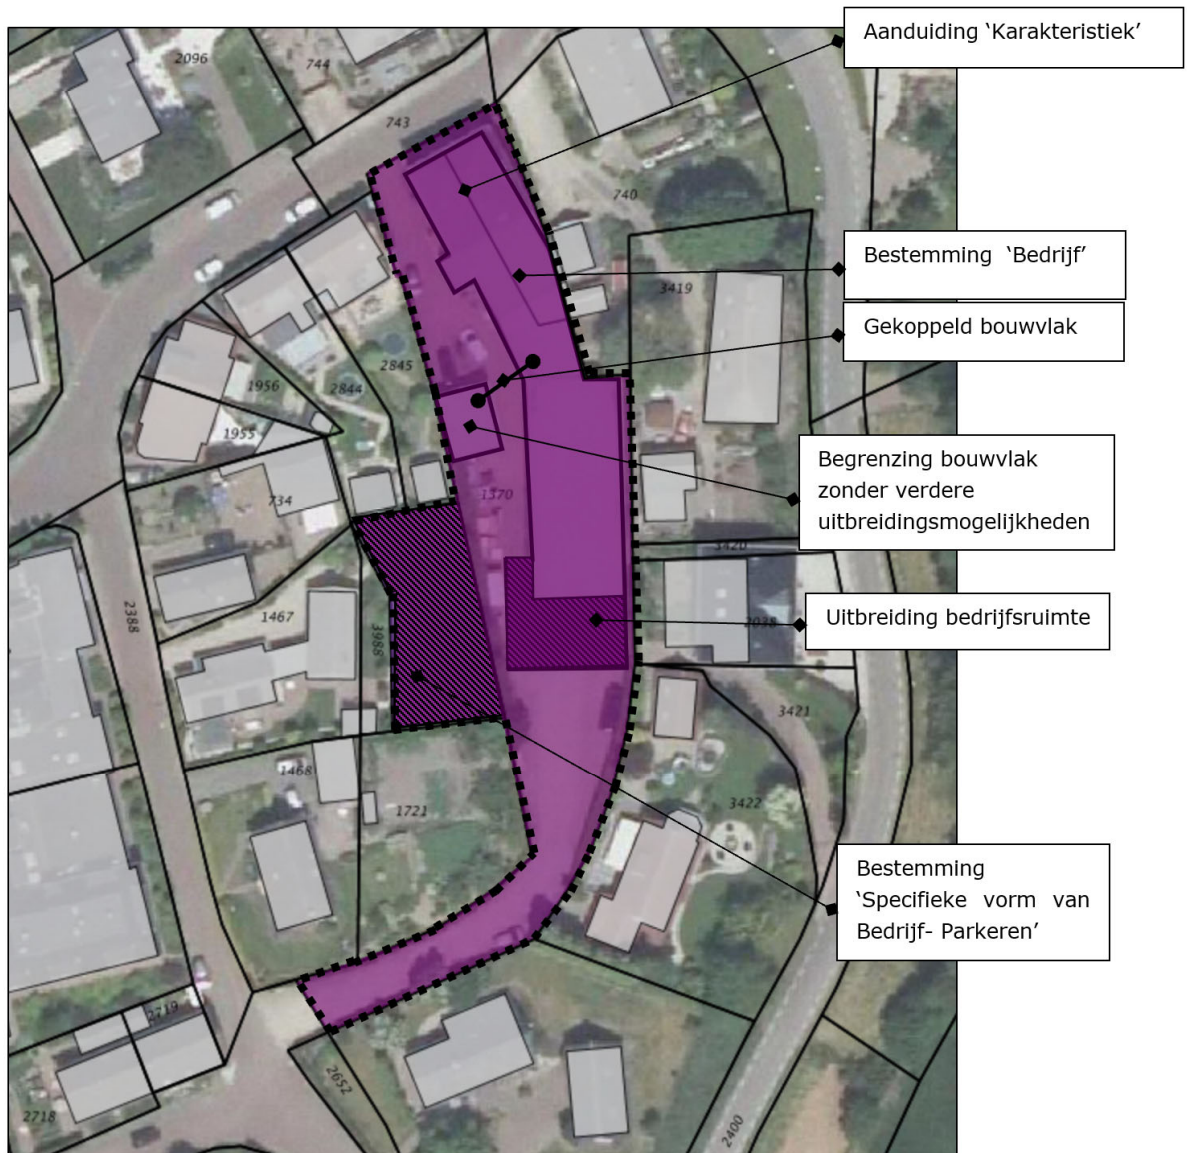 Aanduiding ‘Karakteristiek’
2096
744
743
740
Bestemming ‘Bedrijf’
3419
Gekoppeld bouwvlak
2845
1956
2844
1955
Begrenzing bouwvlak
zonder verdere
uitbreidingsmogelijkheden
734
1370
3420
2388
1467
3988
Uitbreiding bedrijfsruimte
2038
3421
1468
1721
3422
Bestemming
‘Specifieke vorm van
Bedrijf- Parkeren’
2719
2652
2718
2400